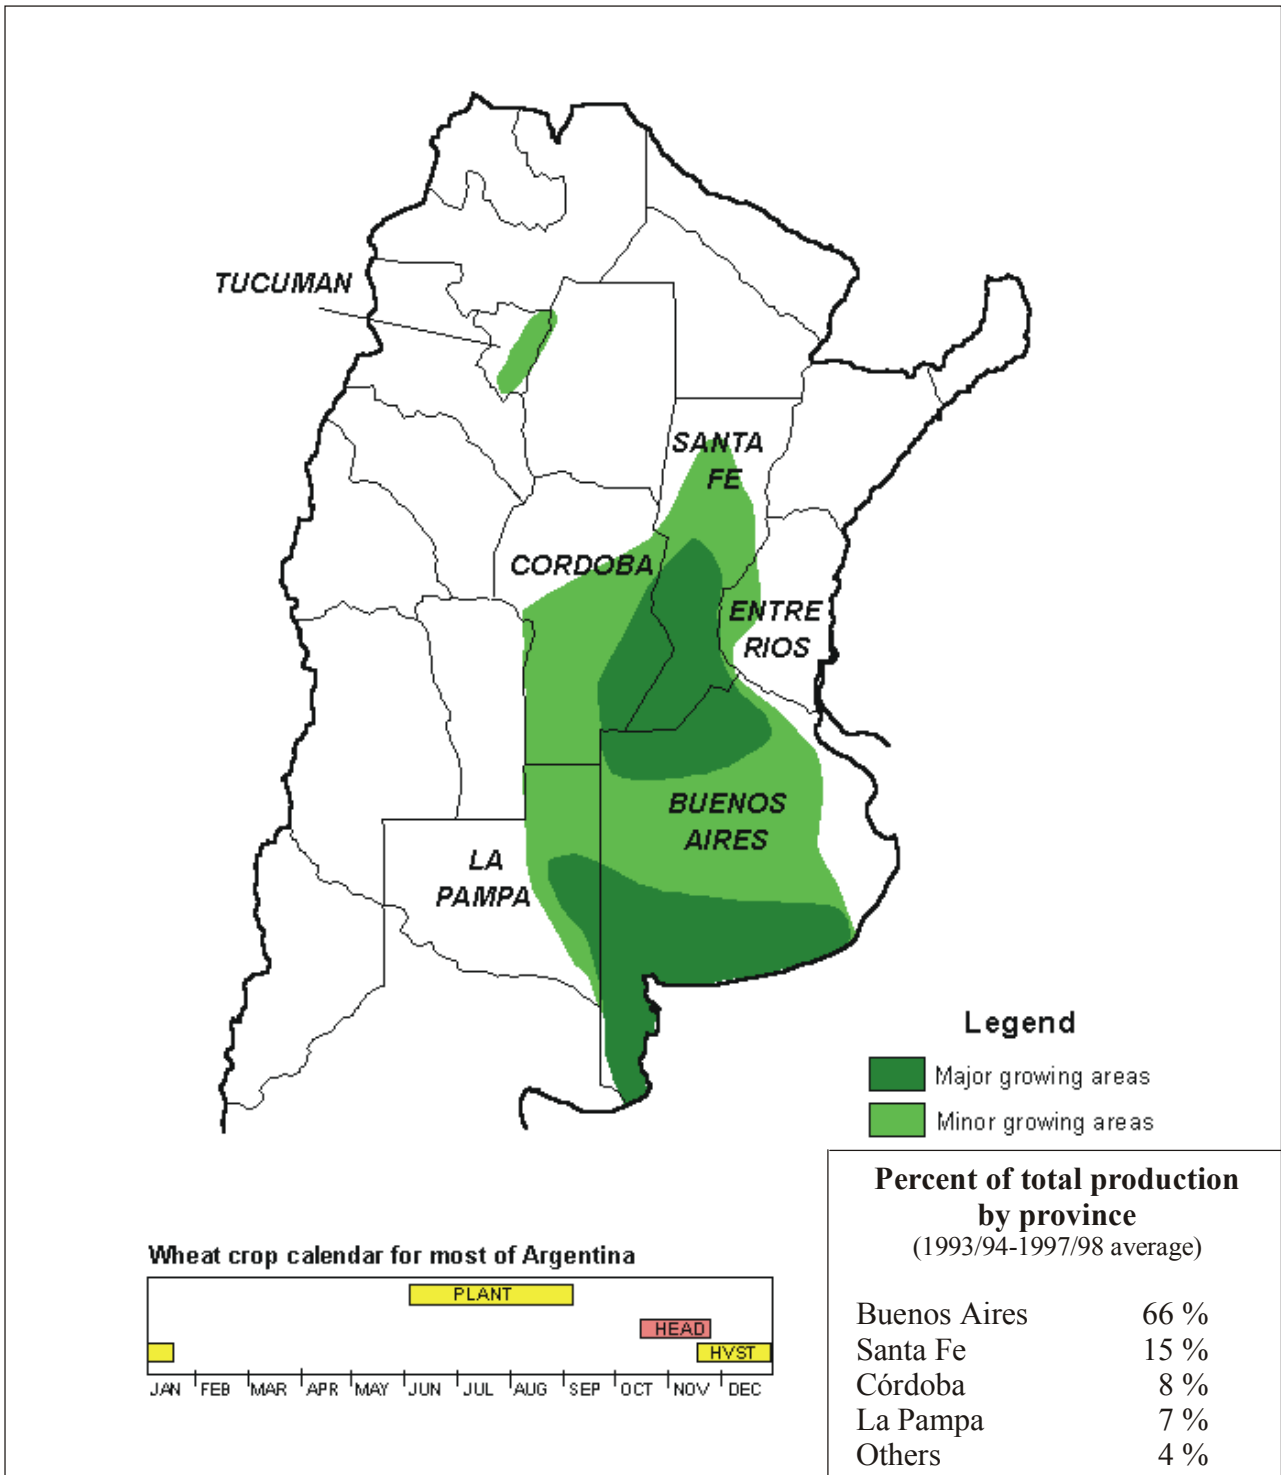 TUCUMAN
SANTA
FE
CORDOBA
ENTRE
RIOS
BUENOS
AIRES
LA
PAMPA
Legend
Major growing areas
Minor growing areas
Percent of total production
by province
(1993/94-1997/98 average)
Buenos Aires 66 %
Santa Fe 15 %
Córdoba 8 %
La Pampa 7 %
Others 4 %
Wheat crop calendar for most of Argentina
PLANT
HEAD
HVST
JAN FEB MAR APR MAY JUN JUL AUG SEP OCT NOV DEC